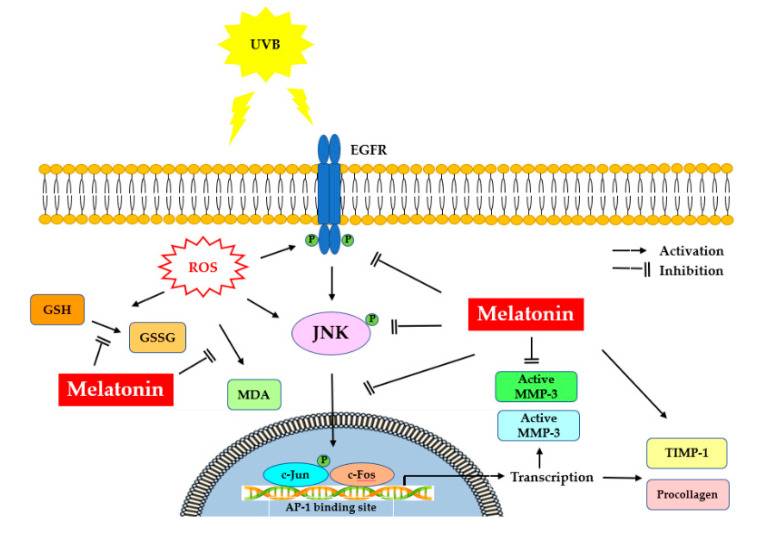 UVB
EGFR
P
P
ROS
Activation
Inhibition
GSH
GSSG
P
JNK
Melatonin
Melatonin
MDA
Active
MMP-3
Active
MMP-3
TIMP-1
P
c-Jun
c-Fos
Transcription
Procollagen
AP-1 binding site